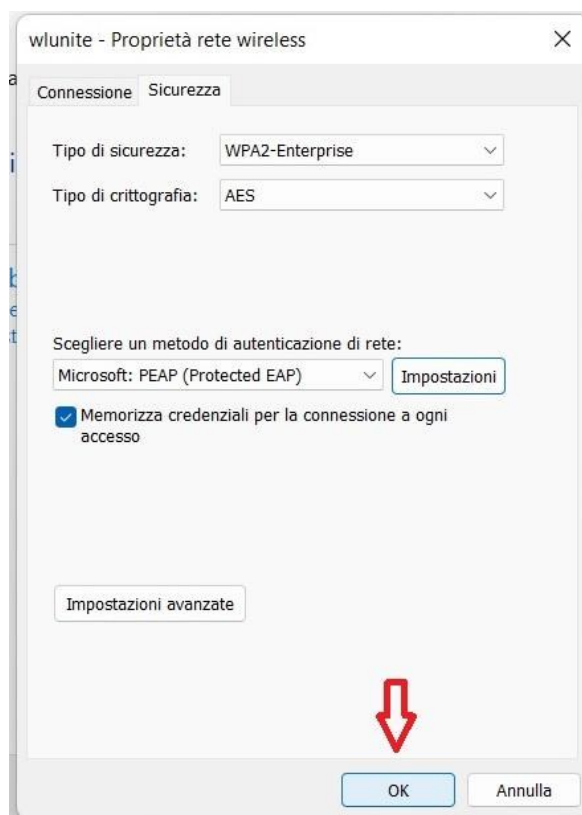 wlunite - Proprietà rete wireless
Connessione
Sicurezza
Tipo di sicurezza:
WPA2-Enterprise
Tipo di crittografia:
AES
Scegliere un metodo di autenticazione di rete:
Microsoft: PEAP (Protected EAP)
Impostazioni
Memorizza credenziali per la connessione a ogni
accesso
Impostazioni avanzate
OK
Annulla